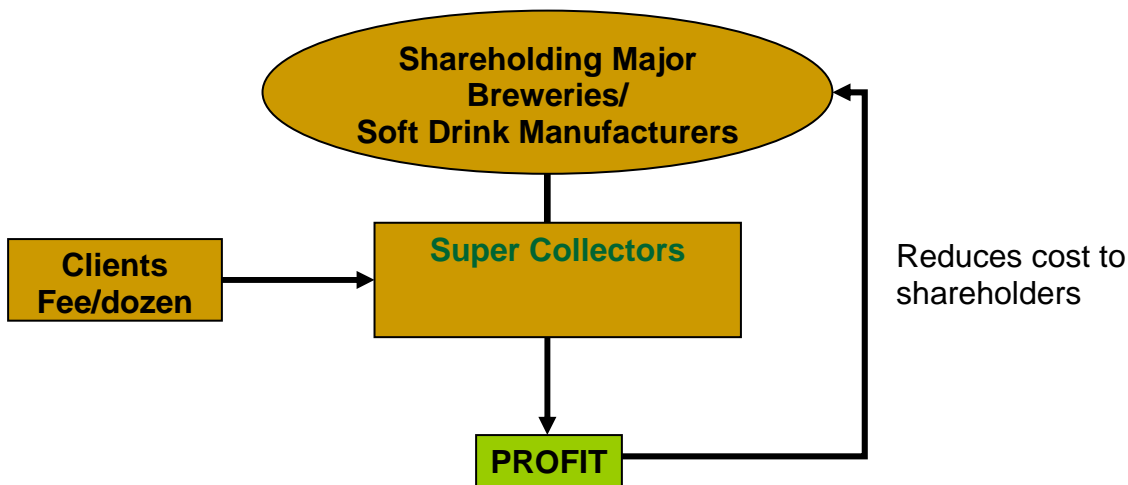 Shareholding Major
Breweries/
Soft Drink Manufacturers
Super Collectors
Clients
Fee/dozen
Reduces cost to
shareholders
PROFIT